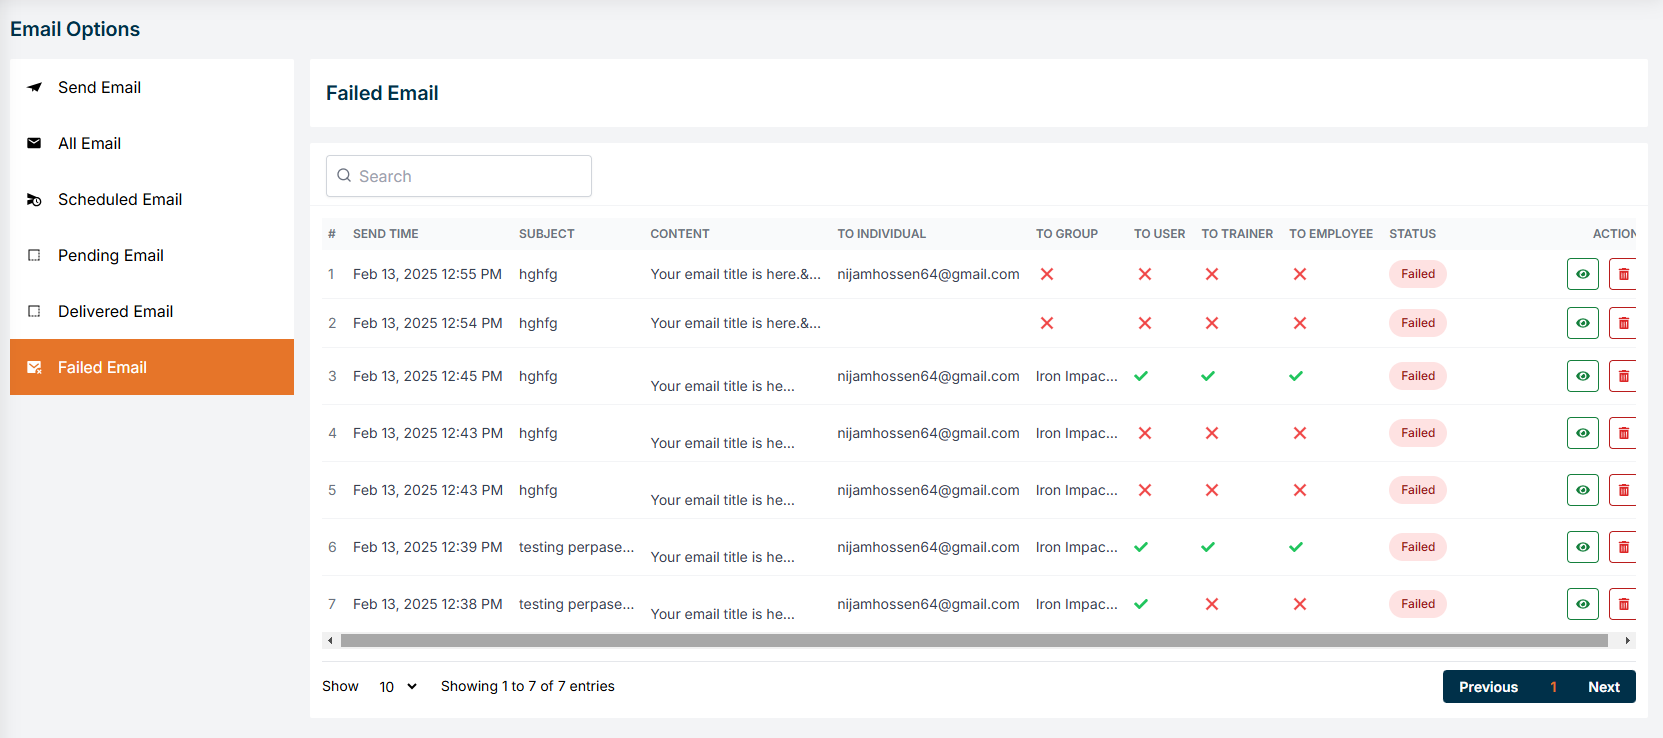 Email Options
Send Email
All Email
Scheduled Email
Pending Email
Delivered Email
Failed Email
Failed Email
Search
# SEND TIME SUBJECT CONTENT TO INDIVIDUAL TO GROUP TO USER TO TRAINER TO EMPLOYEE STATUS ACTION
1 Feb 13, 2025 12:55 PM hghfg Your email title is here.&... nijamhossen64@gmail.com Failed
2 Feb 13, 2025 12:54 PM hghfg Your email title is here.&... Failed
3 Feb 13, 2025 12:45 PM hghfg Your email title is he... nijamhossen64@gmail.com Iron Impac... Failed
4 Feb 13, 2025 12:43 PM hghfg Your email title is he... nijamhossen64@gmail.com Iron Impac... Failed
5 Feb 13, 2025 12:43 PM hghfg Your email title is he... nijamhossen64@gmail.com Iron Impac... Failed
6 Feb 13, 2025 12:39 PM testing perpase... Your email title is he... nijamhossen64@gmail.com Iron Impac... Failed
7 Feb 13, 2025 12:38 PM testing perpase... Your email title is he... nijamhossen64@gmail.com Iron Impac... Failed
Show 10 Showing 1 to 7 of 7 entries Previous 1 Next